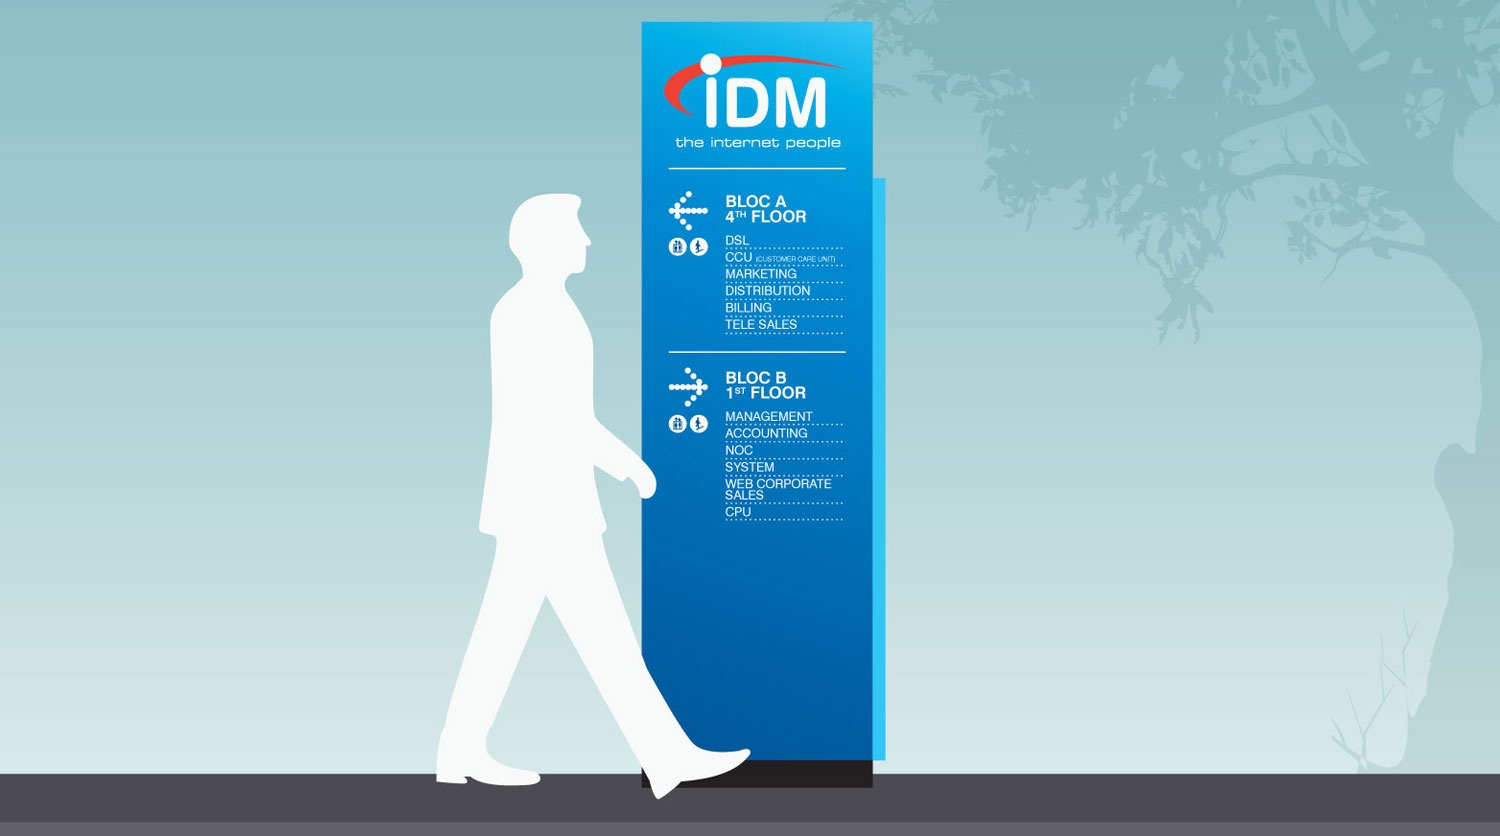 iDM
the internet people
BLOC A
4TH FLOOR
DSL
CCU (CUSTOMER CARE UNIT)
MARKETING
DISTRIBUTION
BILLING
TELE SALES
BLOC B
1ST FLOOR
MANAGEMENT
ACCOUNTING
NOC
SYSTEM
WEB CORPORATE
SALES
CPU